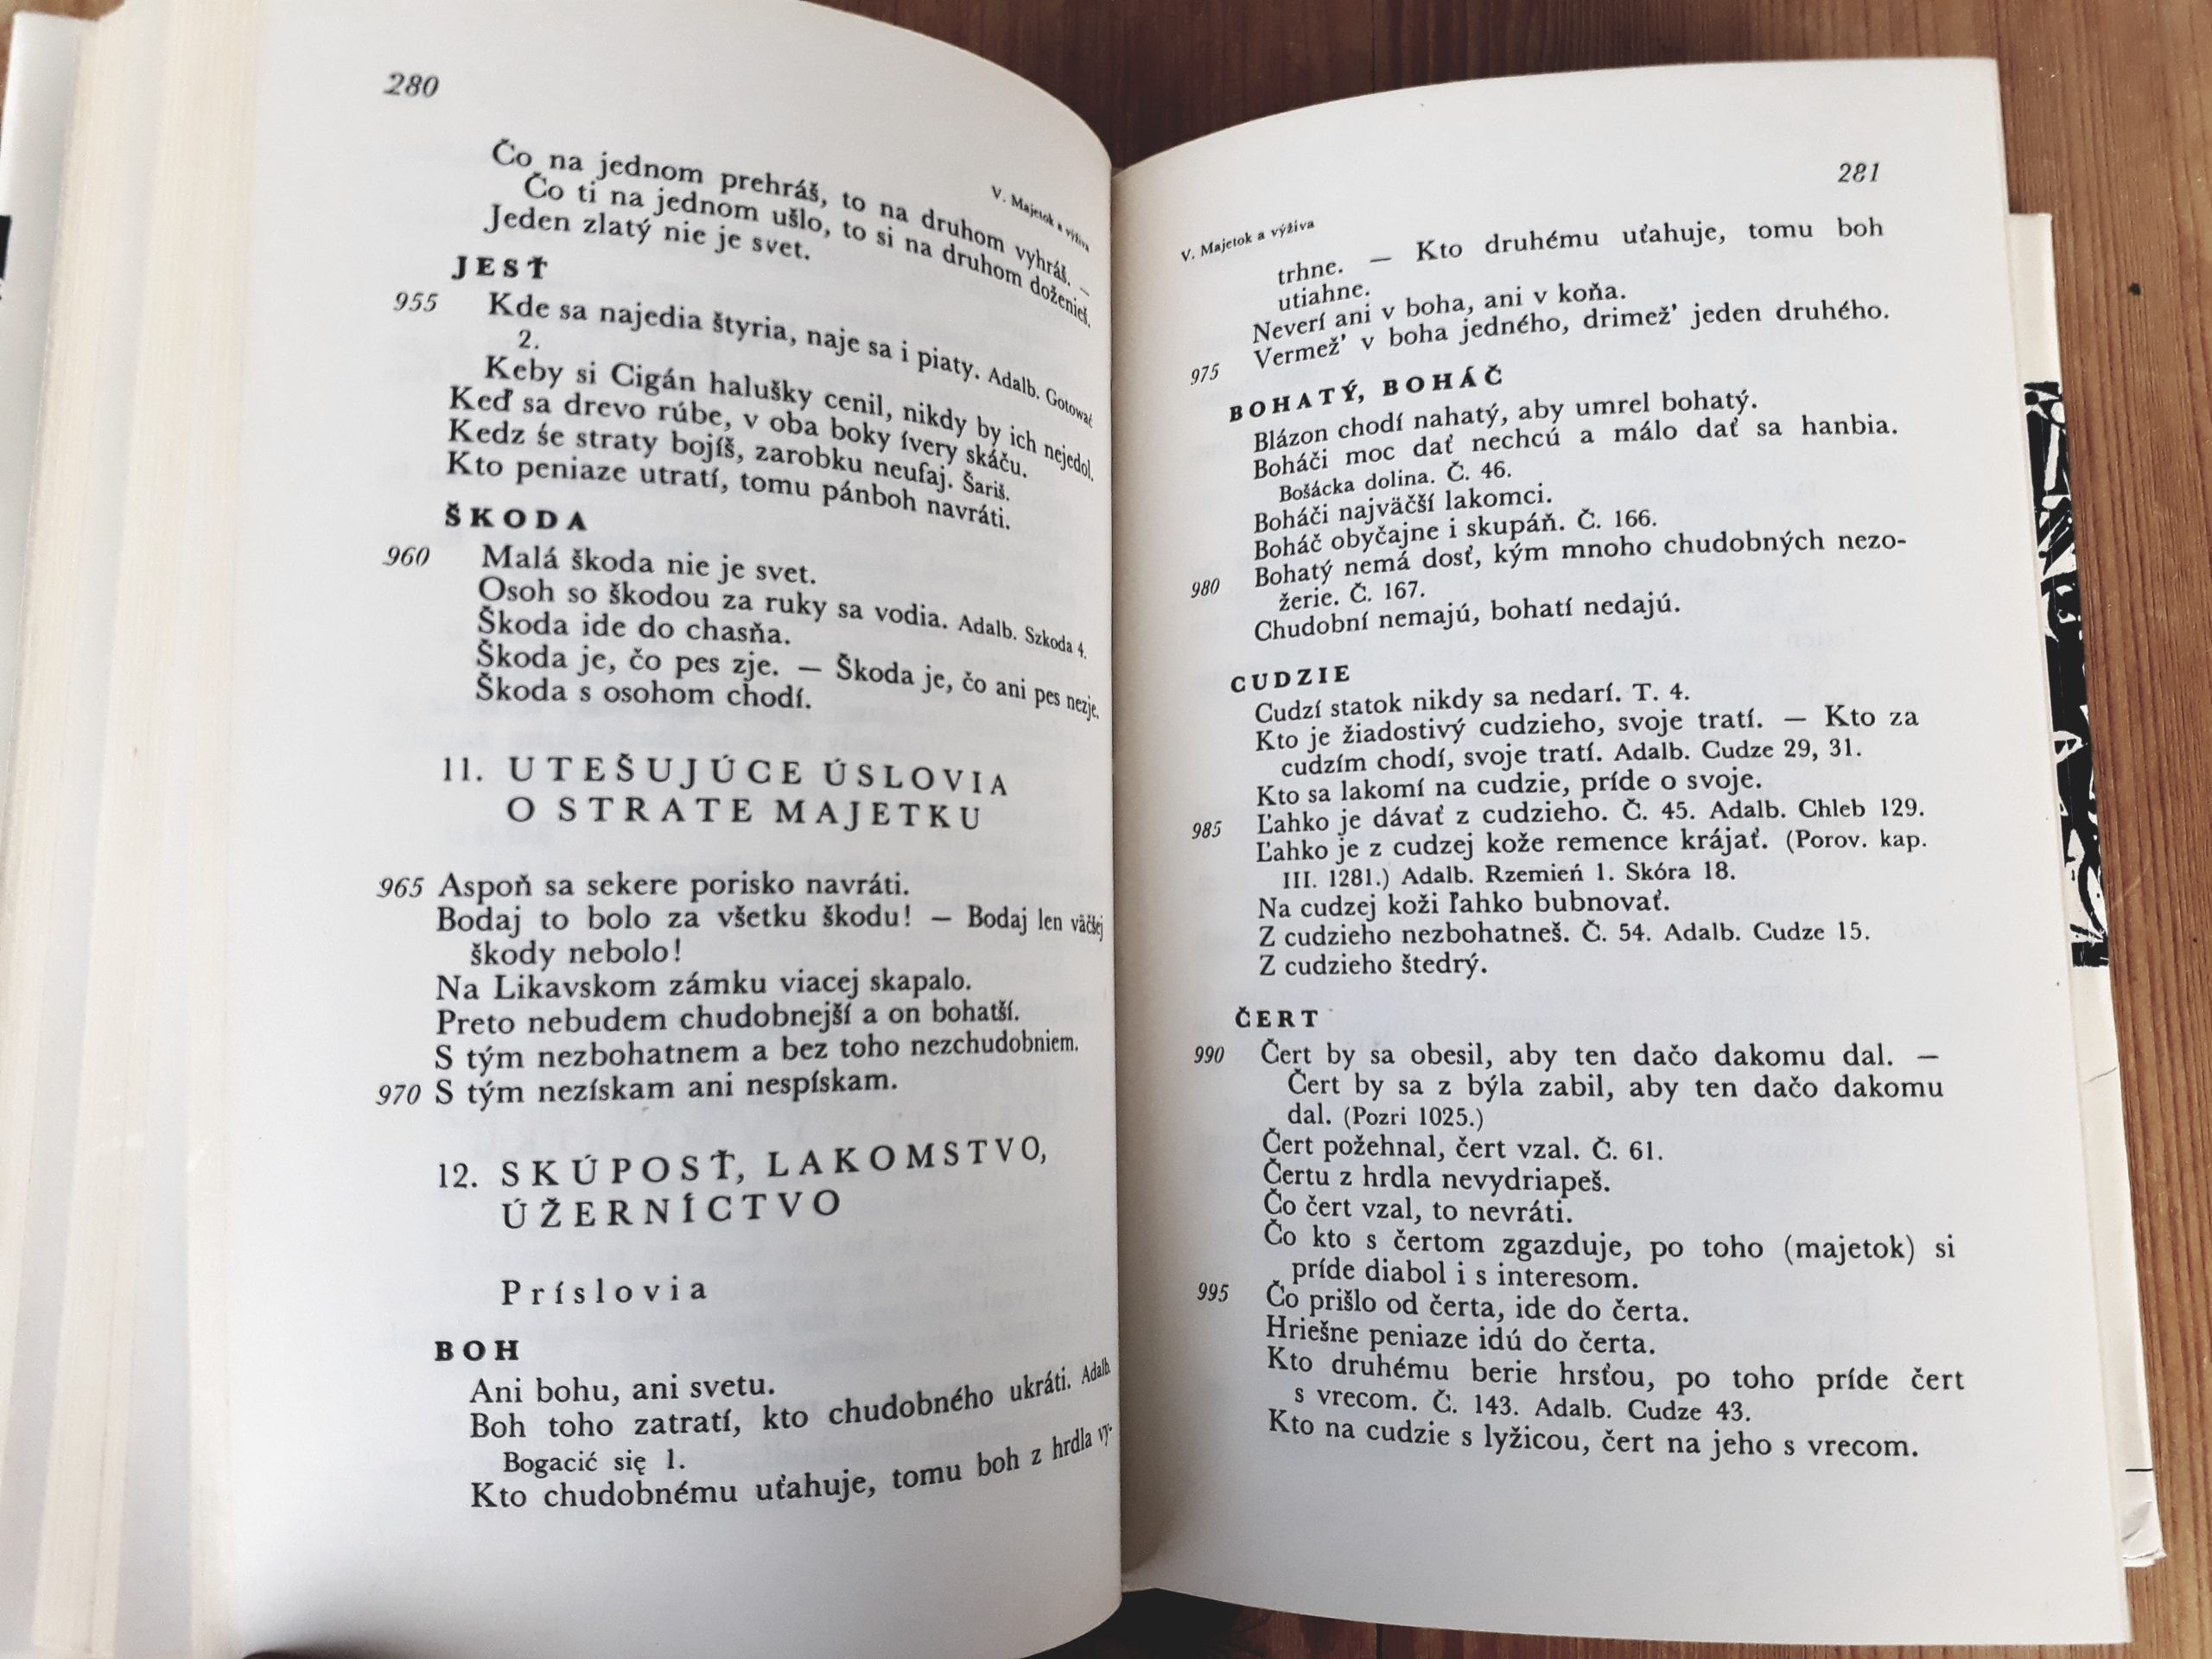 280
V. Majetok a výživa
Čo na jednom prehráš, to na druhom vyhráš. —
Čo ti na jednom ušlo, to si na druhom doženieš.
Jeden zlatý nie je svet.
JESŤ
955 Kde sa najedia štyria, naje sa i piaty. Adalb. Gotować
2.
Keby si Cigán halušky cenil, nikdy by ich nejedol.
Keď sa drevo rúbe, v oba boky ívery skáču.
Kedz śe straty bojíš, zarobku neufaj. Šariš.
Kto peniaze utratí, tomu pánboh navráti.
ŠKODA
960 Malá škoda nie je svet.
Osoh so škodou za ruky sa vodia. Adalb. Szkoda 4.
Škoda ide do chasňa.
Škoda je, čo pes zje. — Škoda je, čo ani pes nezje.
Škoda s osohom chodí.
11. UTEŠUJÚCE ÚSLOVIA
O STRATE MAJETKU
965 Aspoň sa sekere porisko navráti.
Bodaj to bolo za všetku škodu! — Bodaj len väčšej
škody nebolo!
Na Likavskom zámku viacej skapalo.
Preto nebudem chudobnejší a on bohatší.
S tým nezbohatnem a bez toho nezchudobniem.
970 S tým nezískam ani nespískam.
12. SKÚPOSŤ, LAKOMSTVO,
ÚŽERNÍCTVO
Príslovia
BOH
Ani bohu, ani svetu.
Boh toho zatratí, kto chudobného ukráti. Adalb.
Bogacić się 1.
Kto chudobnému uťahuje, tomu boh z hrdla vy-
281
V. Majetok a výživa
trhne. — Kto druhému uťahuje, tomu boh
utiahne.
Neverí ani v boha, ani v koňa.
975 Vermež' v boha jedného, drimež' jeden druhého.
BOHATÝ, BOHÁČ
Blázon chodí nahatý, aby umrel bohatý.
Boháči moc dať nechcú a málo dať sa hanbia.
Bošácka dolina. Č. 46.
Boháči najväčší lakomci.
Boháč obyčajne i skupáň. Č. 166.
980 Bohatý nemá dosť, kým mnoho chudobných nezo-
žerie. Č. 167.
Chudobní nemajú, bohatí nedajú.
CUDZIE
Cudzí statok nikdy sa nedarí. T. 4.
Kto je žiadostivý cudzieho, svoje tratí. — Kto za
cudzím chodí, svoje tratí. Adalb. Cudze 29, 31.
Kto sa lakomí na cudzie, príde o svoje.
985 Ľahko je dávať z cudzieho. Č. 45. Adalb. Chleb 129.
Ľahko je z cudzej kože remence krájať. (Porov. kap.
III. 1281.) Adalb. Rzemień 1. Skóra 18.
Na cudzej koži ľahko bubnovať.
Z cudzieho nezbohatneš. Č. 54. Adalb. Cudze 15.
Z cudzieho štedrý.
ČERT
990 Čert by sa obesil, aby ten dačo dakomu dal. —
Čert by sa z býla zabil, aby ten dačo dakomu
dal. (Pozri 1025.)
Čert požehnal, čert vzal. Č. 61.
Čertu z hrdla nevydriapeš.
Čo čert vzal, to nevráti.
Čo kto s čertom zgazduje, po toho (majetok) si
príde diabol i s interesom.
995 Čo prišlo od čerta, ide do čerta.
Hriešne peniaze idú do čerta.
Kto druhému berie hrsťou, po toho príde čert
s vrecom. Č. 143. Adalb. Cudze 43.
Kto na cudzie s lyžicou, čert na jeho s vrecom.